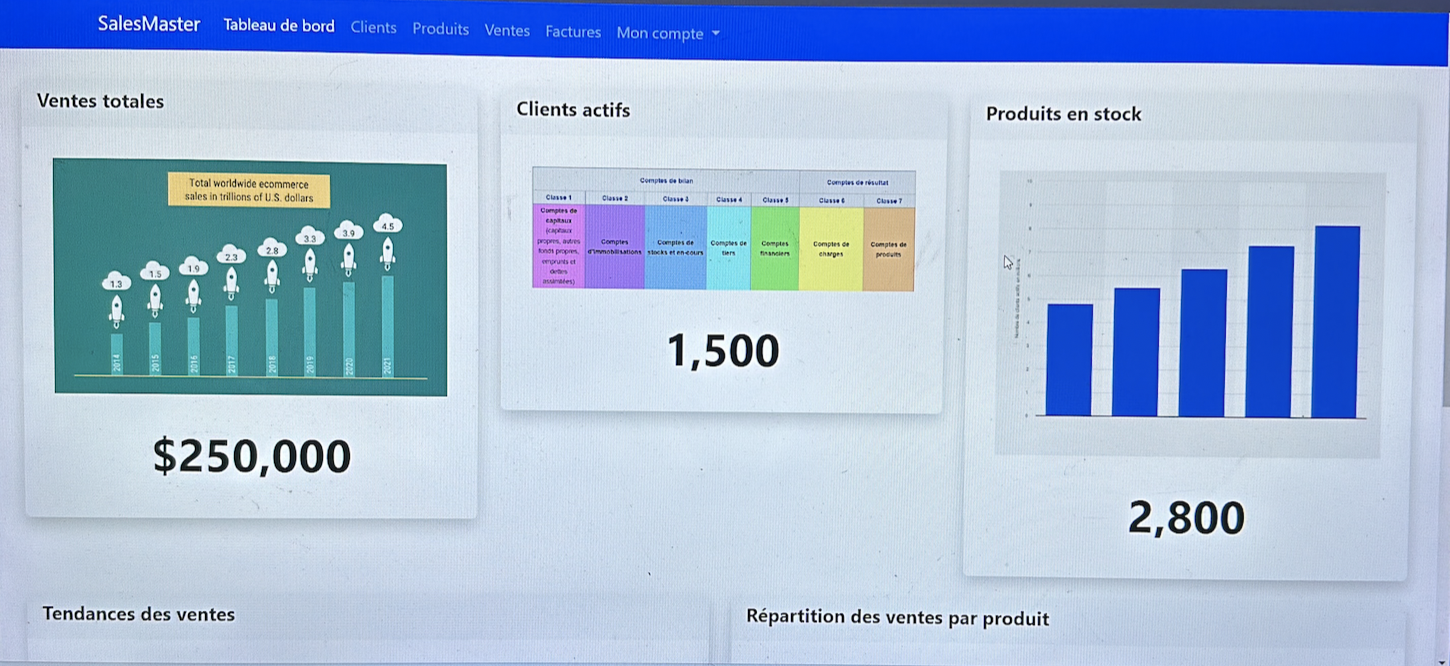 SalesMaster Tableau de bord Clients Produits Ventes Factures Mon compte
Ventes totales
Total worldwide ecommerce
sales in trillions of U.S. dollars
1.3
1.5
1.9
2.3
2.8
3.3
3.9
4.5
2014
2015
2016
2017
2018
2019
2020
2021
$250,000
Clients actifs
Comptes de bilan
Comptes de résultat
Classe 1
Classe 2
Classe 3
Classe 4
Classe 5
Classe 6
Classe 7
Comptes de
capitaux
(capitaux
propres, autres
fonds propres,
emprunts et
dettes
assimilées)
Comptes
d'immobilisations
Comptes de
stocks et en-cours
Comptes de
tiers
Comptes
financiers
Comptes de
charges
Comptes de
produits
1,500
Produits en stock
2,800
Tendances des ventes
Répartition des ventes par produit